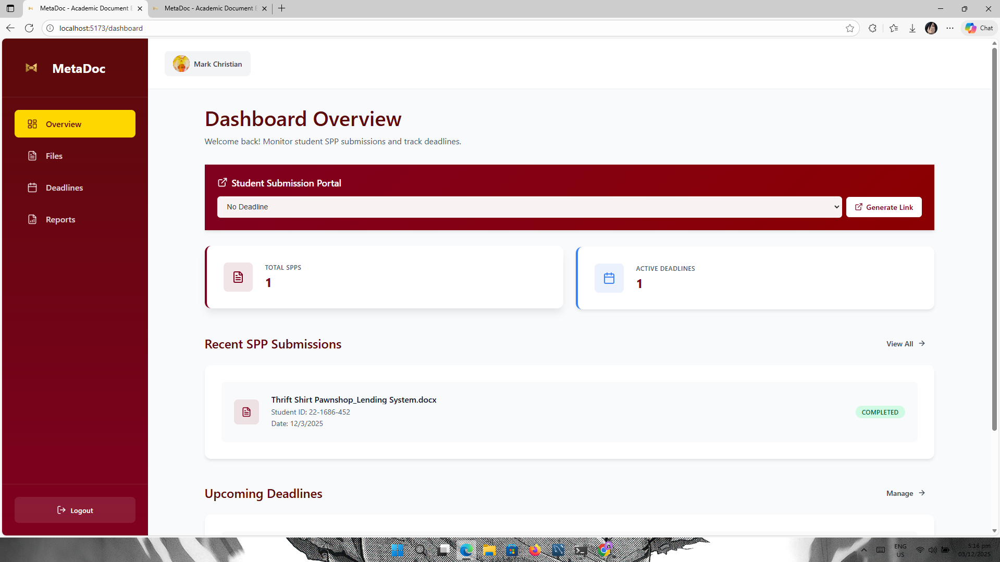 MetaDoc - Academic Document E
MetaDoc - Academic Document E
localhost:5173/dashboard
Chat
MetaDoc
Mark Christian
Overview
Files
Deadlines
Reports
Logout
Dashboard Overview
Welcome back! Monitor student SPP submissions and track deadlines.
Student Submission Portal
No Deadline
Generate Link
TOTAL SPPS
1
ACTIVE DEADLINES
1
Recent SPP Submissions
View All
Thrift Shirt Pawnshop_Lending System.docx
Student ID: 22-1686-452
Date: 12/3/2025
COMPLETED
Upcoming Deadlines
Manage
ENG
US
5:16 pm
03/12/2025